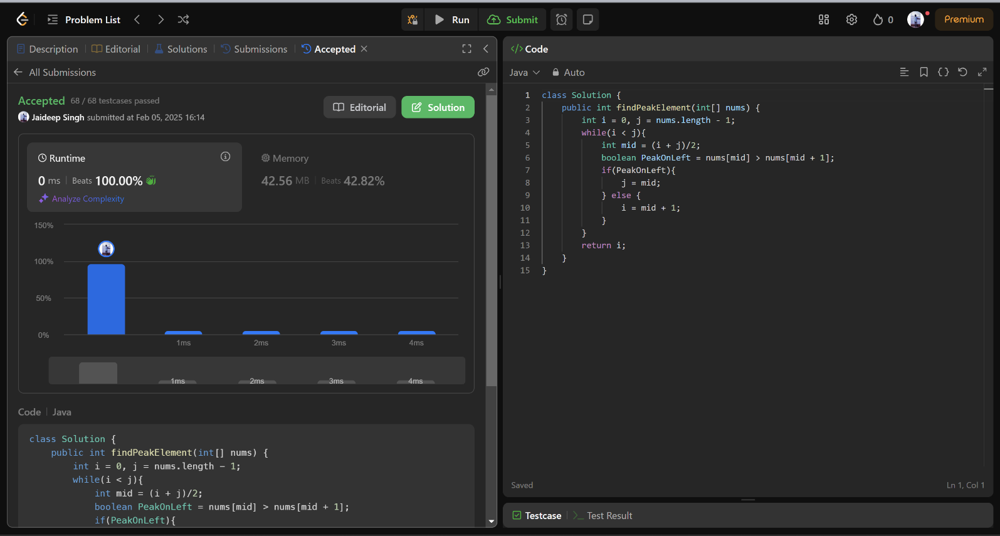 Problem List
Run
Submit
0
Premium
Description
Editorial
Solutions
Submissions
Accepted
All Submissions
Accepted 68 / 68 testcases passed
Jaideep Singh submitted at Feb 05, 2025 16:14
Editorial
Solution
Runtime
0 ms | Beats 100.00%
Analyze Complexity
Memory
42.56 MB | Beats 42.82%
150%
100%
50%
0%
1ms 2ms 3ms 4ms
1ms 2ms 3ms 4ms
Code | Java
class Solution {
    public int findPeakElement(int[] nums) {
        int i = 0, j = nums.length - 1;
        while(i < j){
            int mid = (i + j)/2;
            boolean PeakOnLeft = nums[mid] > nums[mid + 1];
            if(PeakOnLeft){
</> Code
Java
Auto
1 class Solution {
2     public int findPeakElement(int[] nums) {
3         int i = 0, j = nums.length - 1;
4         while(i < j){
5             int mid = (i + j)/2;
6             boolean PeakOnLeft = nums[mid] > nums[mid + 1];
7             if(PeakOnLeft){
8                 j = mid;
9             } else {
10                 i = mid + 1;
11             }
12         }
13         return i;
14     }
15 }
Saved
Ln 1, Col 1
Testcase
>_ Test Result